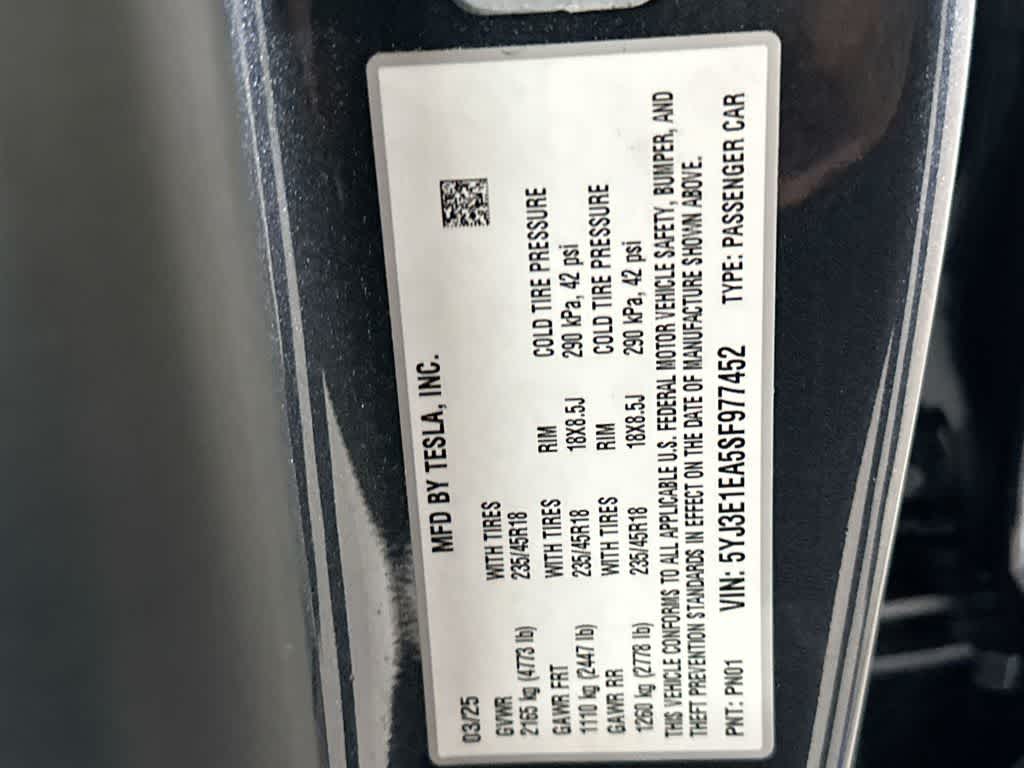 MFD BY TESLA, INC.
03/25
GVWR WITH TIRES
2165 kg (4773 lb) 235/45R18
GAWR FRT WITH TIRES RIM COLD TIRE PRESSURE
1110 kg (2447 lb) 235/45R18 18X8.5J 290 kPa, 42 psi
GAWR RR WITH TIRES RIM COLD TIRE PRESSURE
1260 kg (2778 lb) 235/45R18 18X8.5J 290 kPa, 42 psi
THIS VEHICLE CONFORMS TO ALL APPLICABLE U.S. FEDERAL MOTOR VEHICLE SAFETY, BUMPER, AND
THEFT PREVENTION STANDARDS IN EFFECT ON THE DATE OF MANUFACTURE SHOWN ABOVE.
PNT: PN01 VIN: 5YJ3E1EA5SF977452 TYPE: PASSENGER CAR